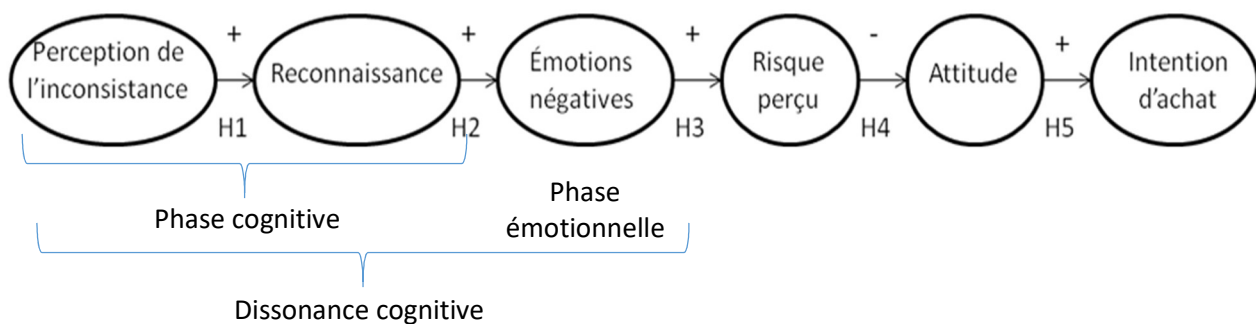 +
+
+
-
+
Perception de
l'inconsistance
Reconnaissance
Émotions
négatives
Risque
perçu
Attitude
Intention
d'achat
H1
H2
H3
H4
H5
Phase cognitive
Phase
émotionnelle
Dissonance cognitive